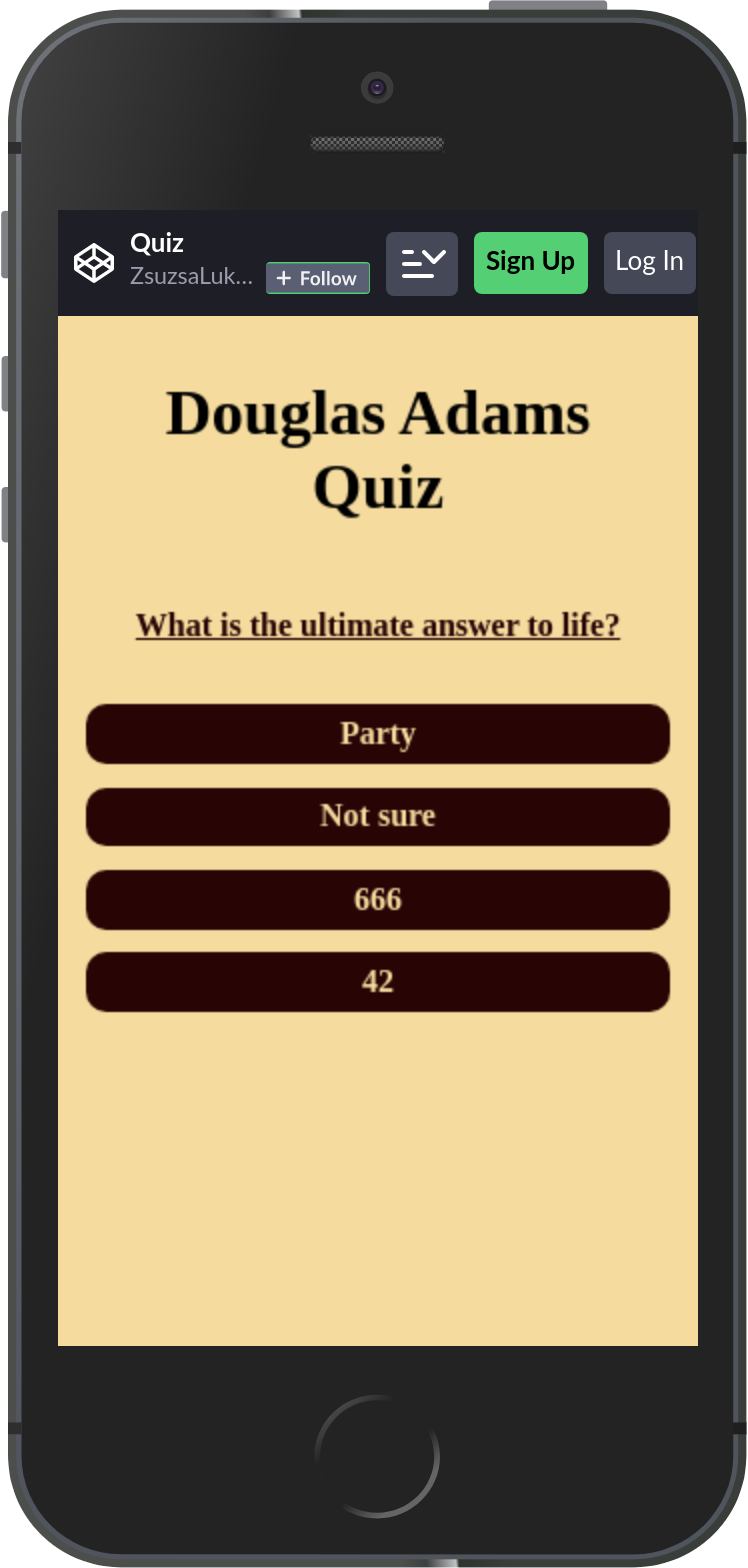 Quiz
ZsuzsaLuk...
+ Follow
Sign Up
Log In
Douglas Adams
Quiz
What is the ultimate answer to life?
Party
Not sure
666
42